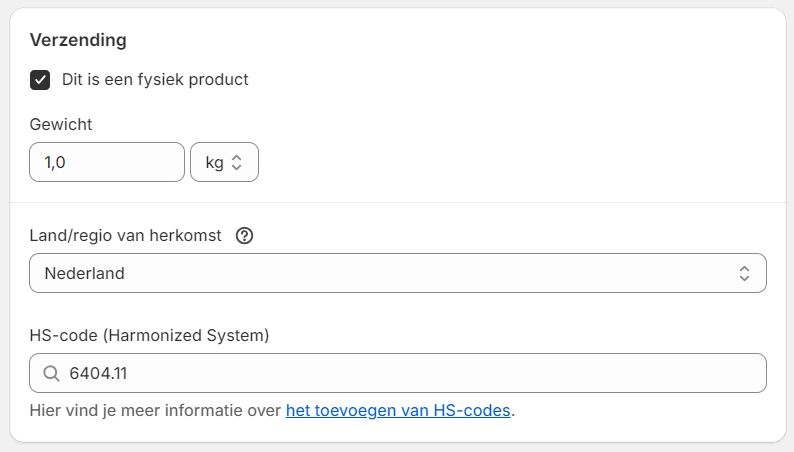 Verzending
Dit is een fysiek product
Gewicht
1,0
kg
Land/regio van herkomst
Nederland
HS-code (Harmonized System)
6404.11
Hier vind je meer informatie over het toevoegen van HS-codes.